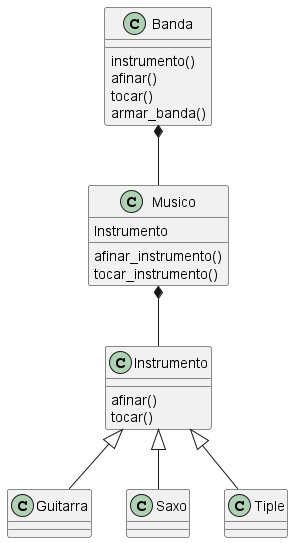 C Banda
instrumento()
afinar()
tocar()
armar_banda()
C Musico
Instrumento
afinar_instrumento()
tocar_instrumento()
C Instrumento
afinar()
tocar()
C Guitarra
C Saxo
C Tiple